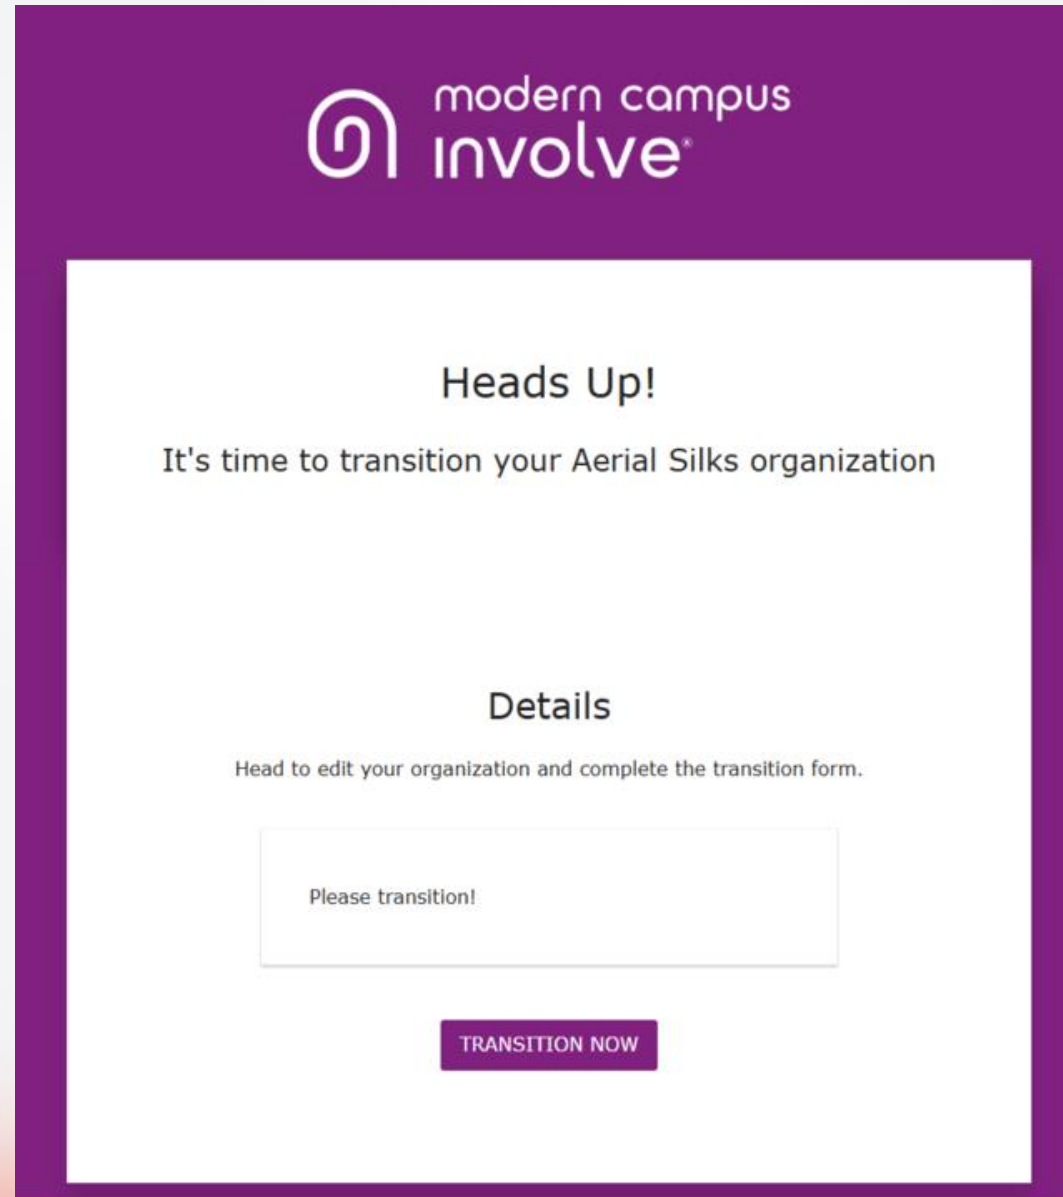 modern campus
involve®
Heads Up!
It's time to transition your Aerial Silks organization
Details
Head to edit your organization and complete the transition form.
Please transition!
TRANSITION NOW